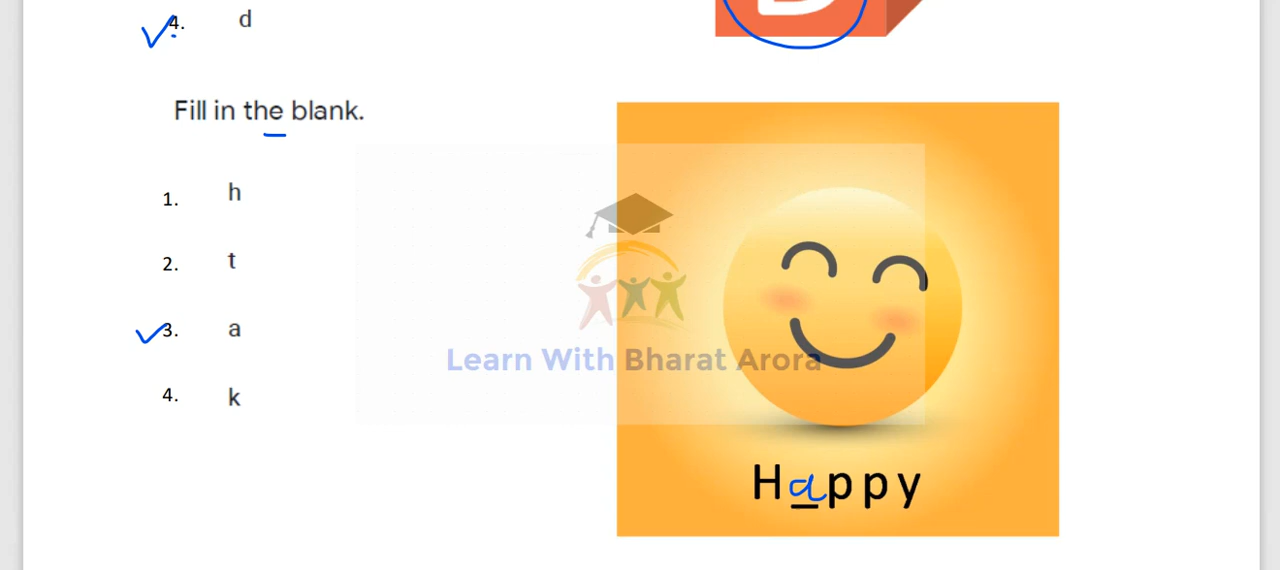 4. d
Fill in the blank.
1. h
2. t
3. a
4. k
Learn With Bharat Arora
Happy